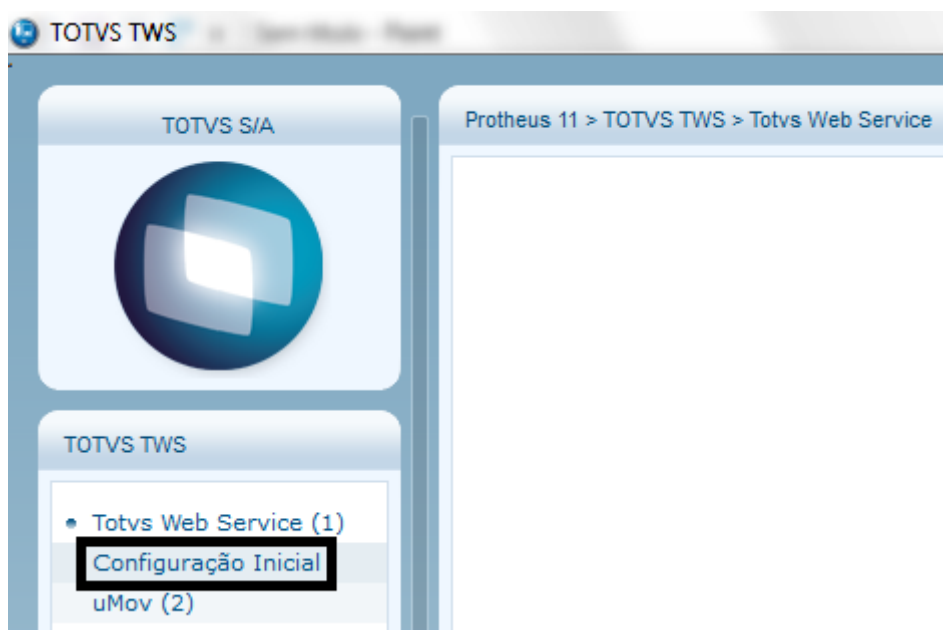 TOTVS TWS
TOTVS S/A
Protheus 11 > TOTVS TWS > Totvs Web Service
TOTVS TWS
Totvs Web Service (1)
Configuração Inicial
uMov (2)